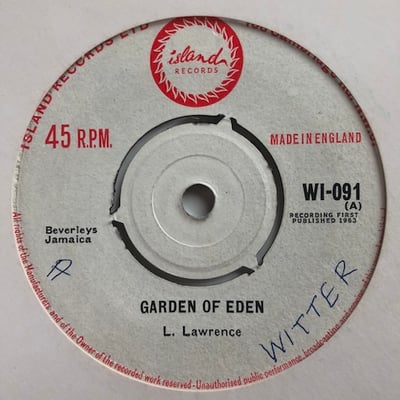 ISLAND RECORDS LTD
island
RECORDS
45 R.P.M.
MADE IN ENGLAND
WI-091
(A)
RECORDING FIRST
PUBLISHED 1963
Beverleys
Jamaica
A
GARDEN OF EDEN
L. Lawrence
WITTER
All rights of the Manufacturers and of the Owner of the recorded work reserved - Unauthorised public performance, broadcasting